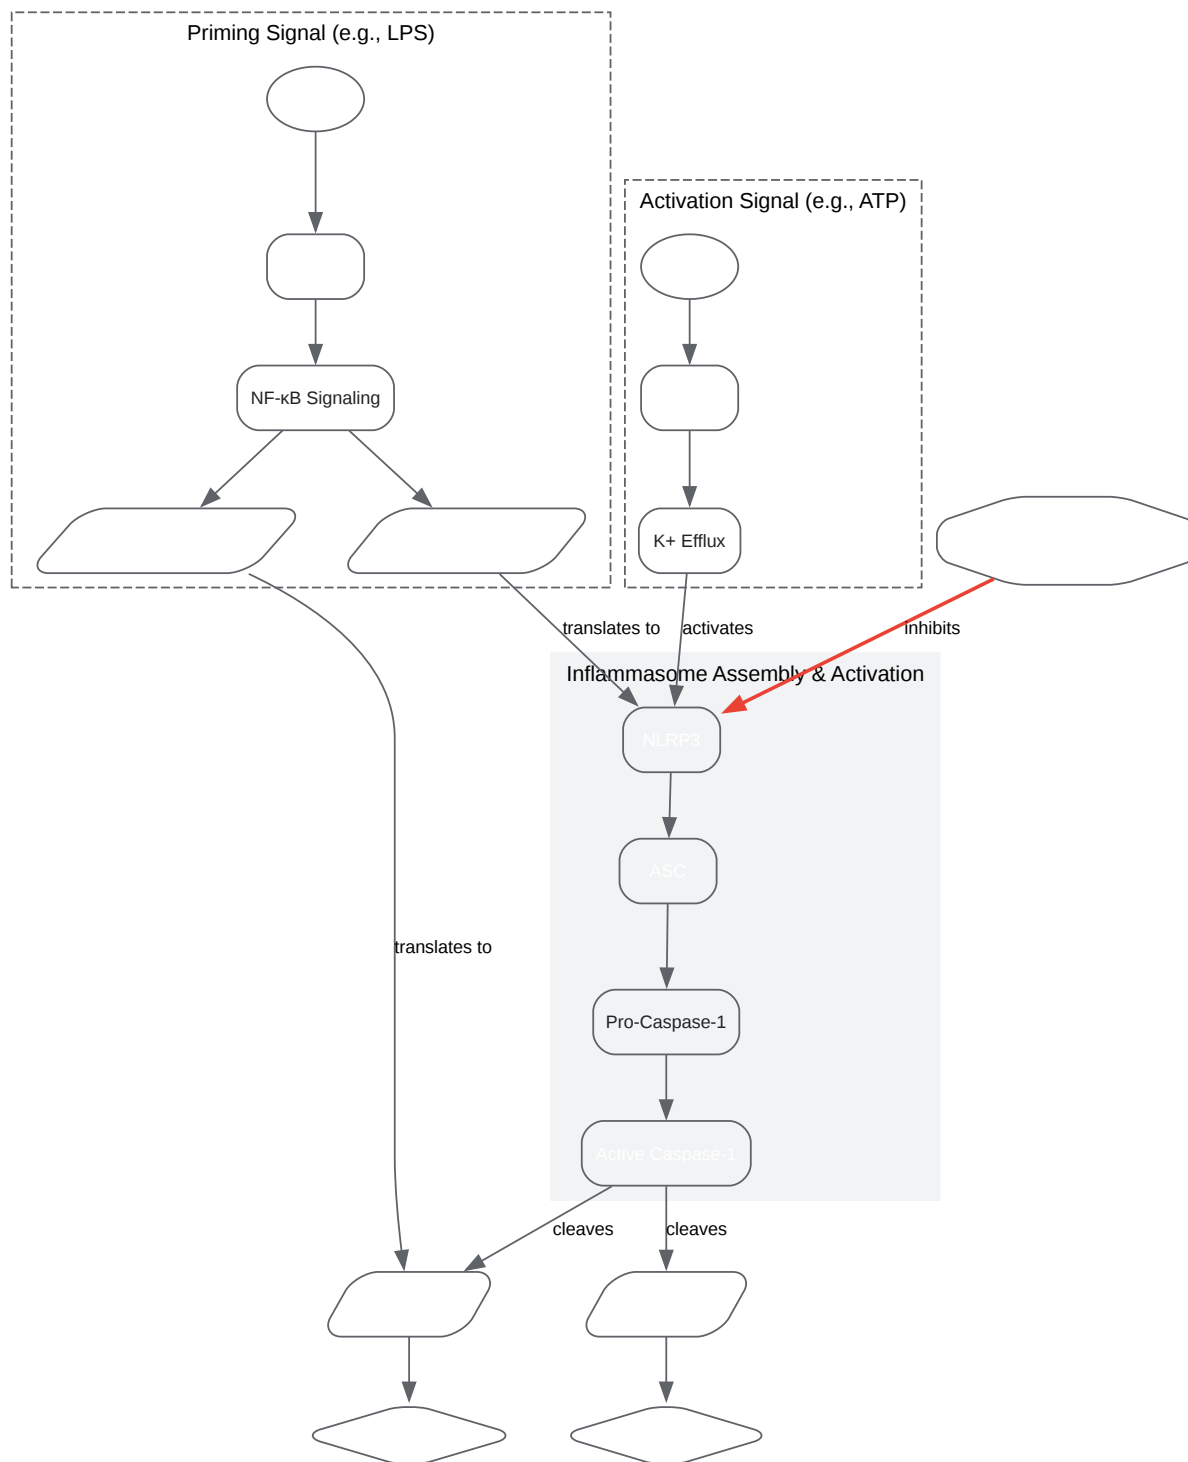 Priming Signal (e.g., LPS)
Activation Signal (e.g., ATP)
NF-κB Signaling
K+ Efflux
translates to
activates
inhibits
Inflammasome Assembly & Activation
NLRP3
ASC
translates to
Pro-Caspase-1
Active Caspase-1
cleaves
cleaves